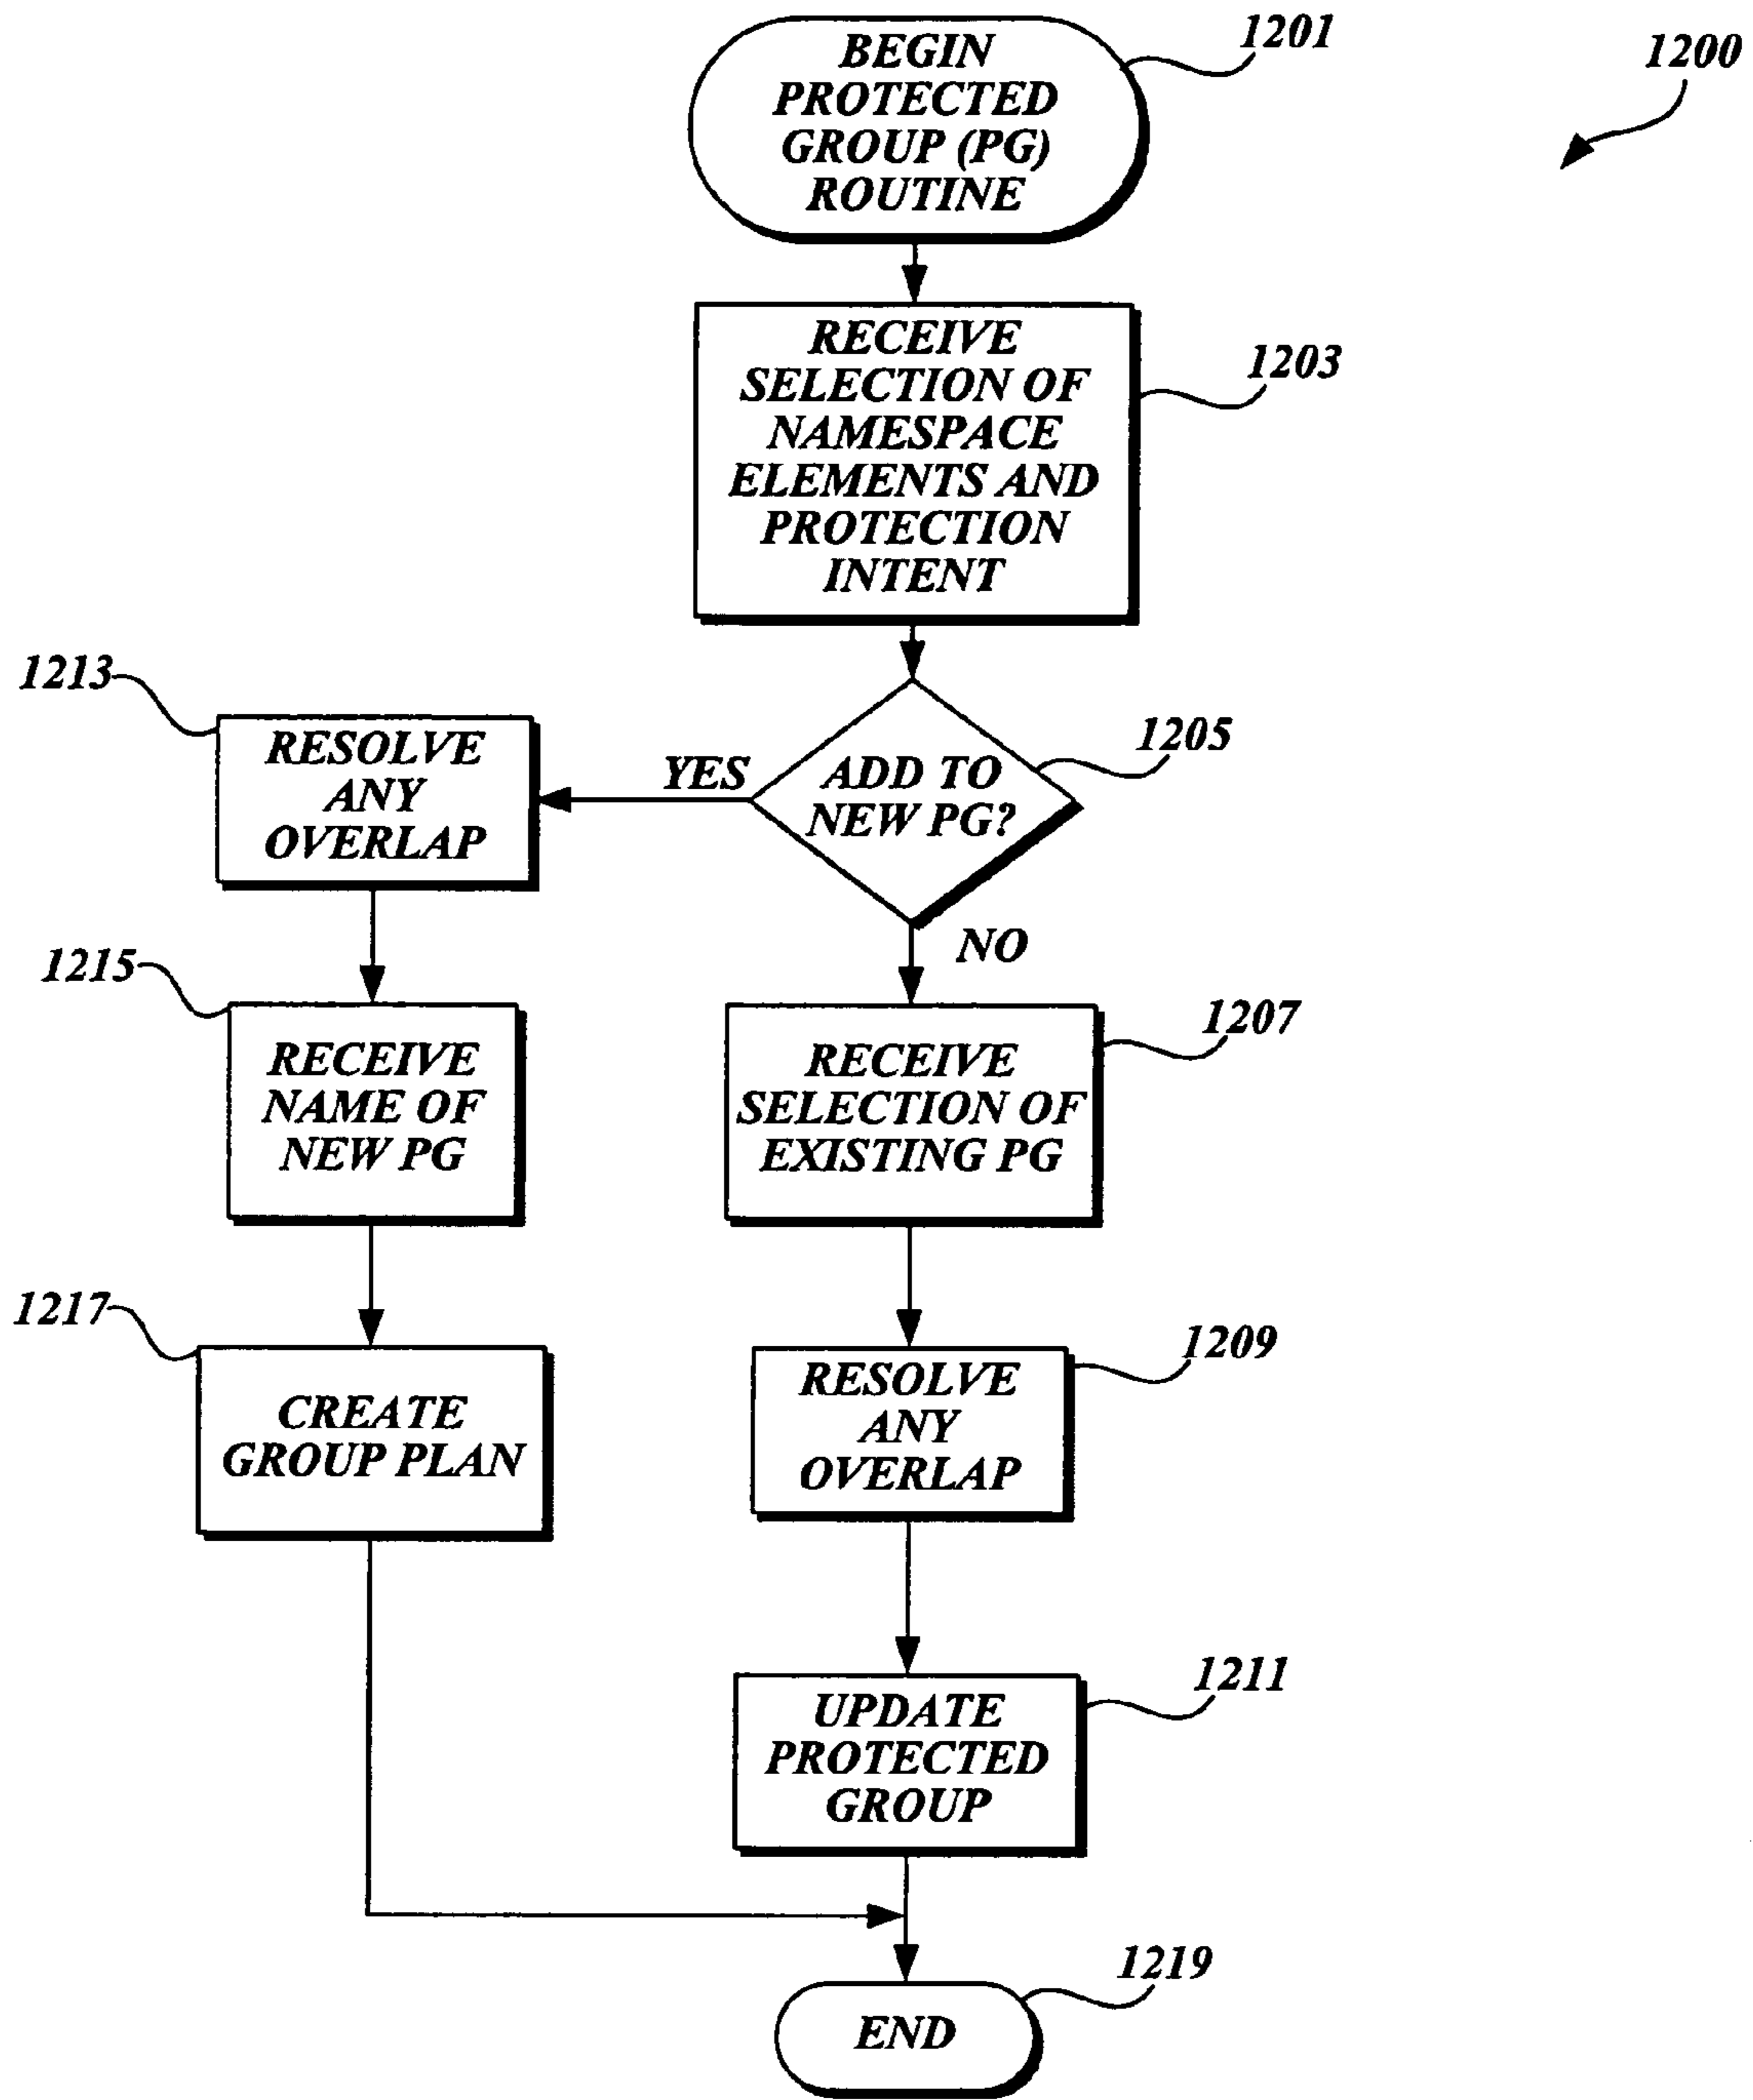 1201
1200
BEGIN
PROTECTED
GROUP (PG)
ROUTINE
1203
RECEIVE
SELECTION OF
NAMESPACE
ELEMENTS AND
PROTECTION
INTENT
1205
ADD TO
NEW PG?
YES
NO
1213
RESOLVE
ANY
OVERLAP
1215
RECEIVE
NAME OF
NEW PG
1217
CREATE
GROUP PLAN
1207
RECEIVE
SELECTION OF
EXISTING PG
1209
RESOLVE
ANY
OVERLAP
1211
UPDATE
PROTECTED
GROUP
1219
END